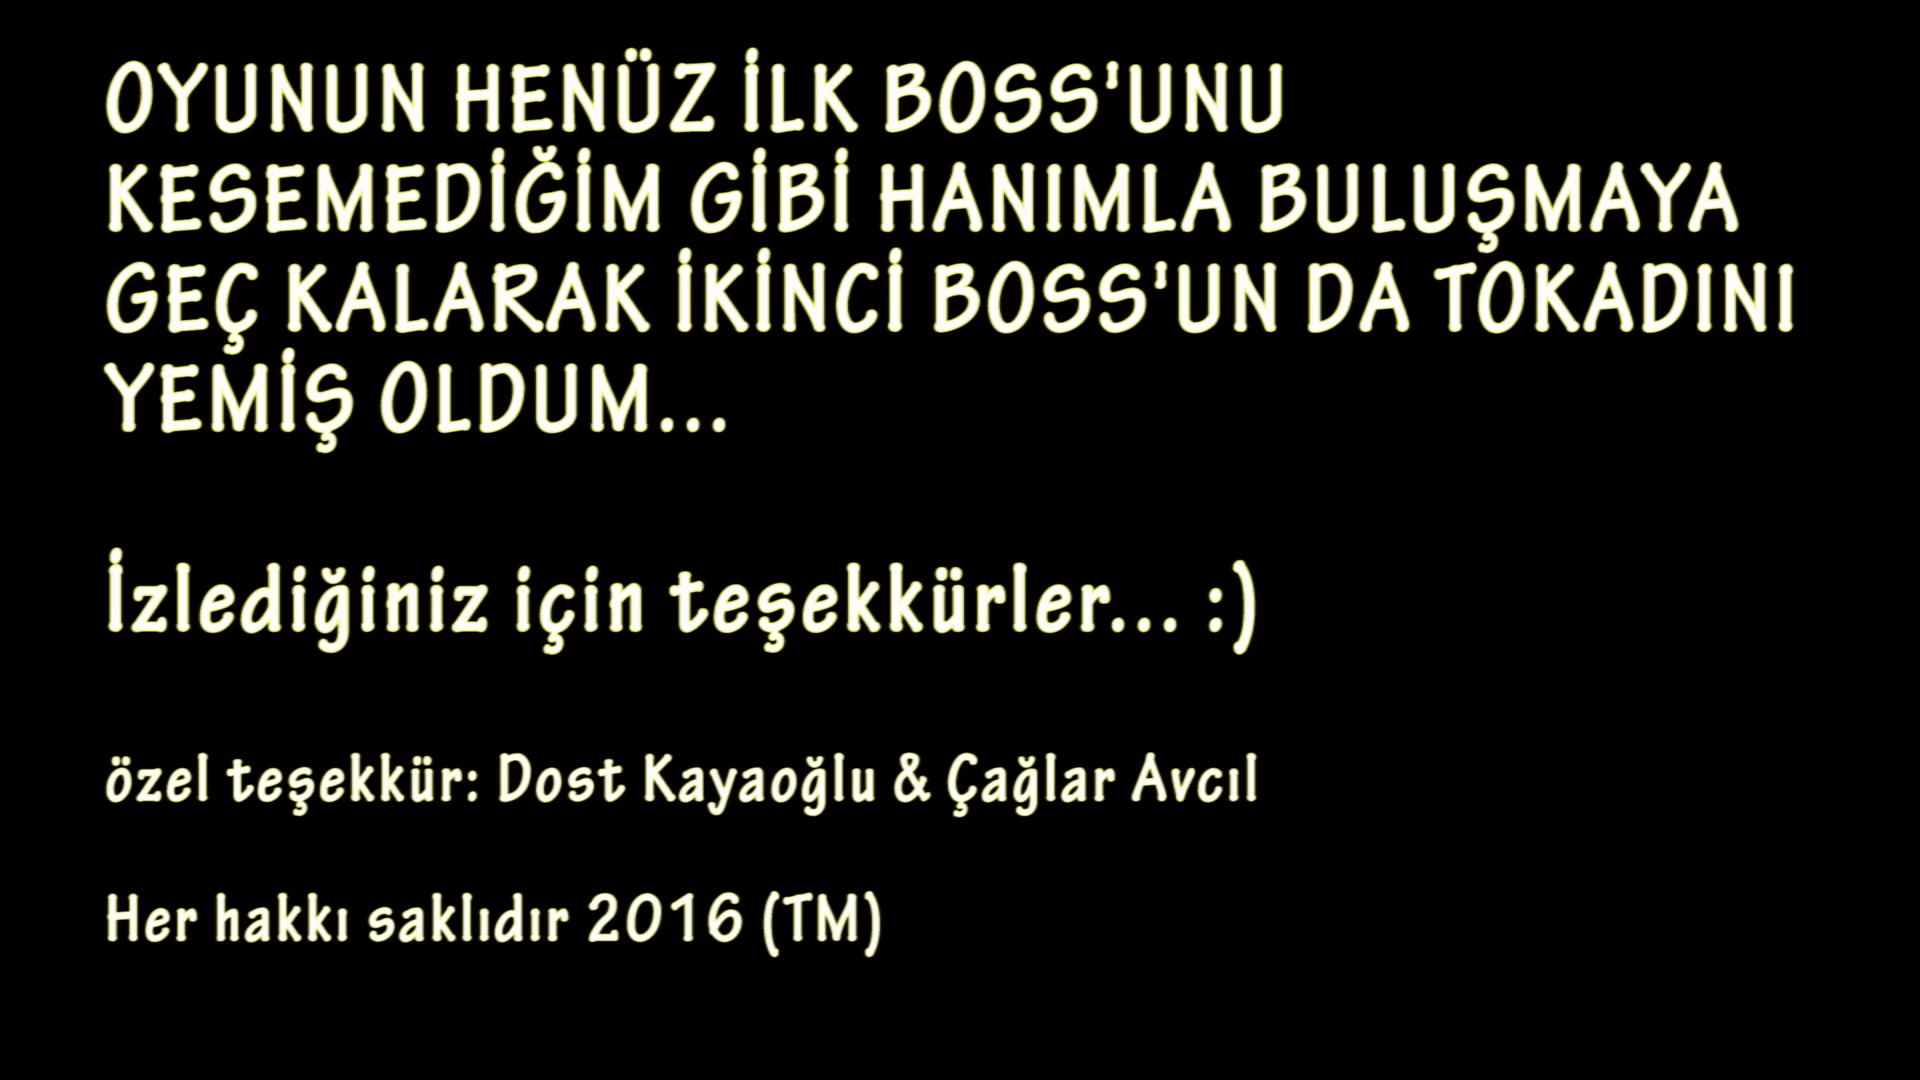 OYUNUN HENÜZ İLK BOSS'UNU
KESEMEDİĞİM GİBİ HANIMLA BULUŞMAYA
GEÇ KALARAK İKİNCİ BOSS'UN DA TOKADINI
YEMİŞ OLDUM...
İzlediğiniz için teşekkürler... :)
özel teşekkür: Dost Kayaoğlu & Çağlar Avcıl
Her hakkı saklıdır 2016 (TM)